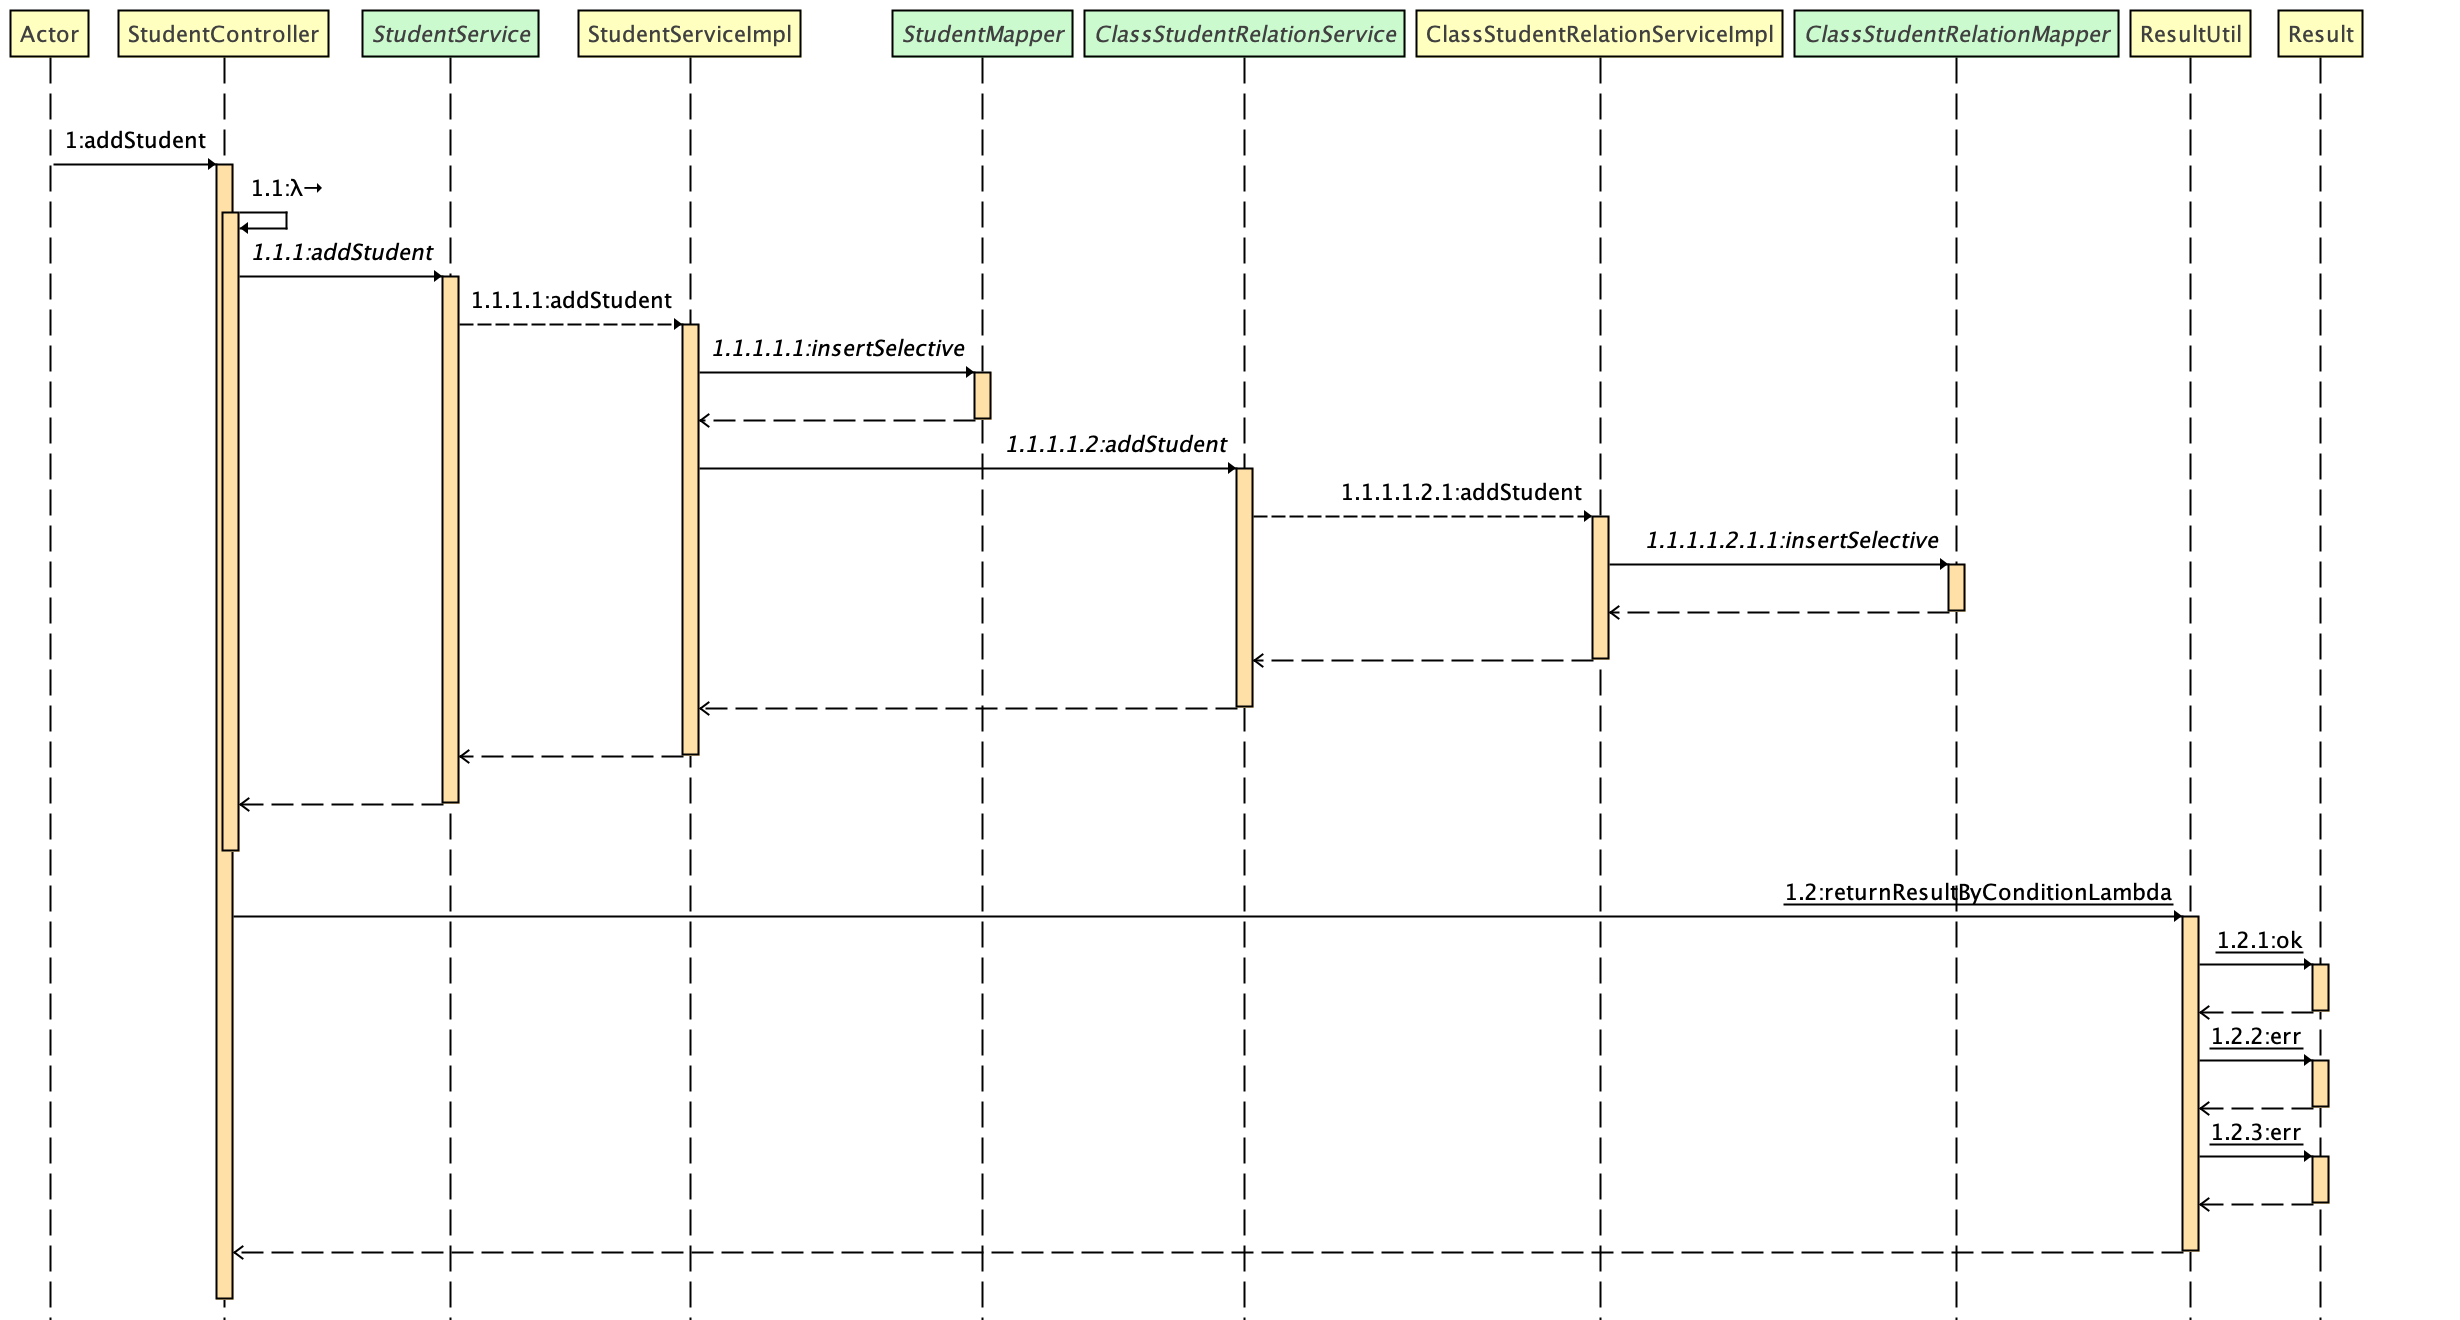 Actor
StudentController
StudentService
StudentServiceImpl
StudentMapper
ClassStudentRelationService
ClassStudentRelationServiceImpl
ClassStudentRelationMapper
ResultUtil
Result
1:addStudent
1.1:λ→
1.1.1:addStudent
1.1.1.1:addStudent
1.1.1.1.1:insertSelective
1.1.1.1.2:addStudent
1.1.1.1.2.1:addStudent
1.1.1.1.2.1.1:insertSelective
1.2:returnResultByConditionLambda
1.2.1:ok
1.2.2:err
1.2.3:err